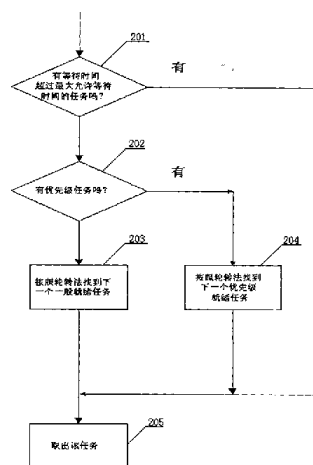 201
有等待时间
超过最大允许等待
时间的任务吗？
有
202
有优先级任务吗？
有
203
按照轮转法找到下
一个一般就绪任务
204
按照轮转法找到
下一个优先级
就绪任务
205
取出该任务